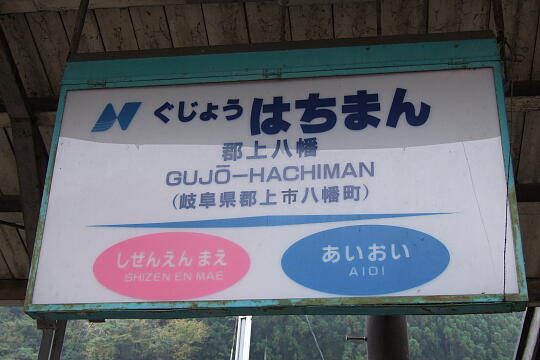 ぐじょう はちまん
郡上八幡
GUJŌ-HACHIMAN
(岐阜県郡上市八幡町)
しぜんえん まえ
SHIZEN EN MAE
あいおい
AIOI